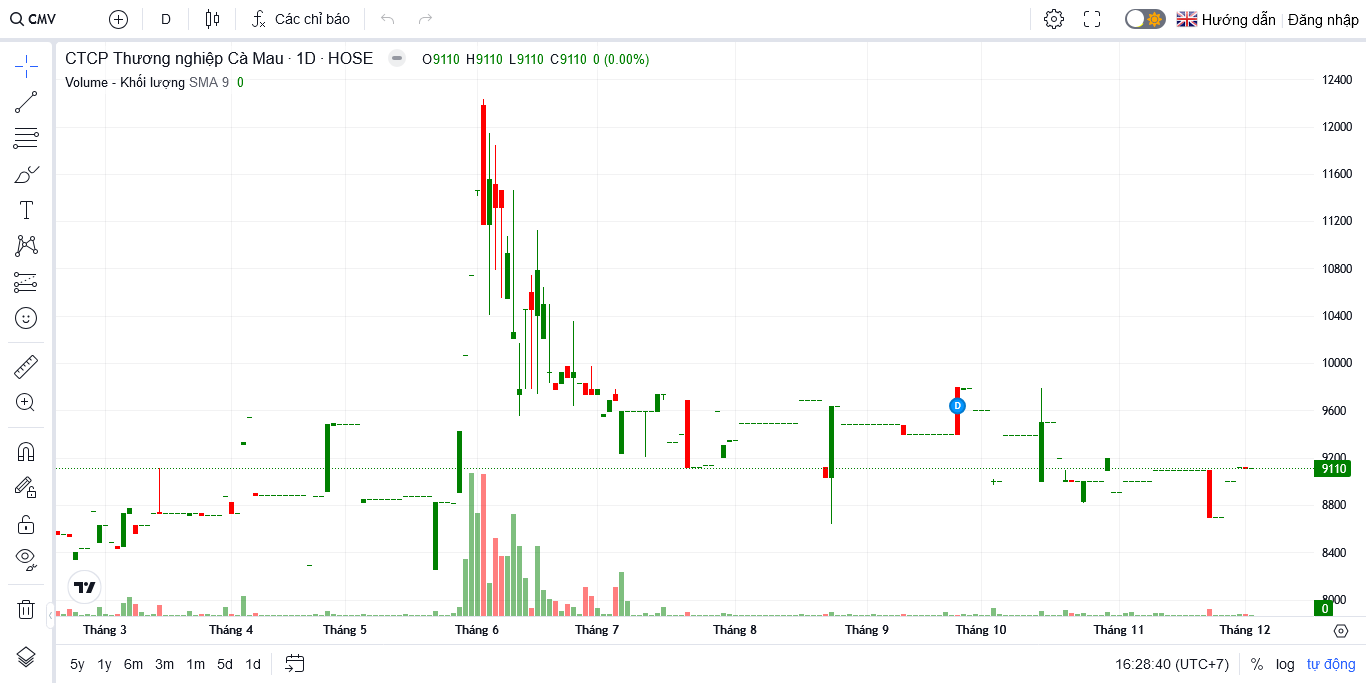 CMV D Các chỉ báo Hướng dẫn Đăng nhập
CTCP Thương nghiệp Cà Mau · 1D · HOSE O9110 H9110 L9110 C9110 0 (0.00%)
Volume - Khối lượng SMA 9 0
12400
12000
11600
11200
10800
10400
10000
9600
9200
9110
8800
8400
8000
0
D
Tháng 3 Tháng 4 Tháng 5 Tháng 6 Tháng 7 Tháng 8 Tháng 9 Tháng 10 Tháng 11 Tháng 12
5y 1y 6m 3m 1m 5d 1d 16:28:40 (UTC+7) % log tự động